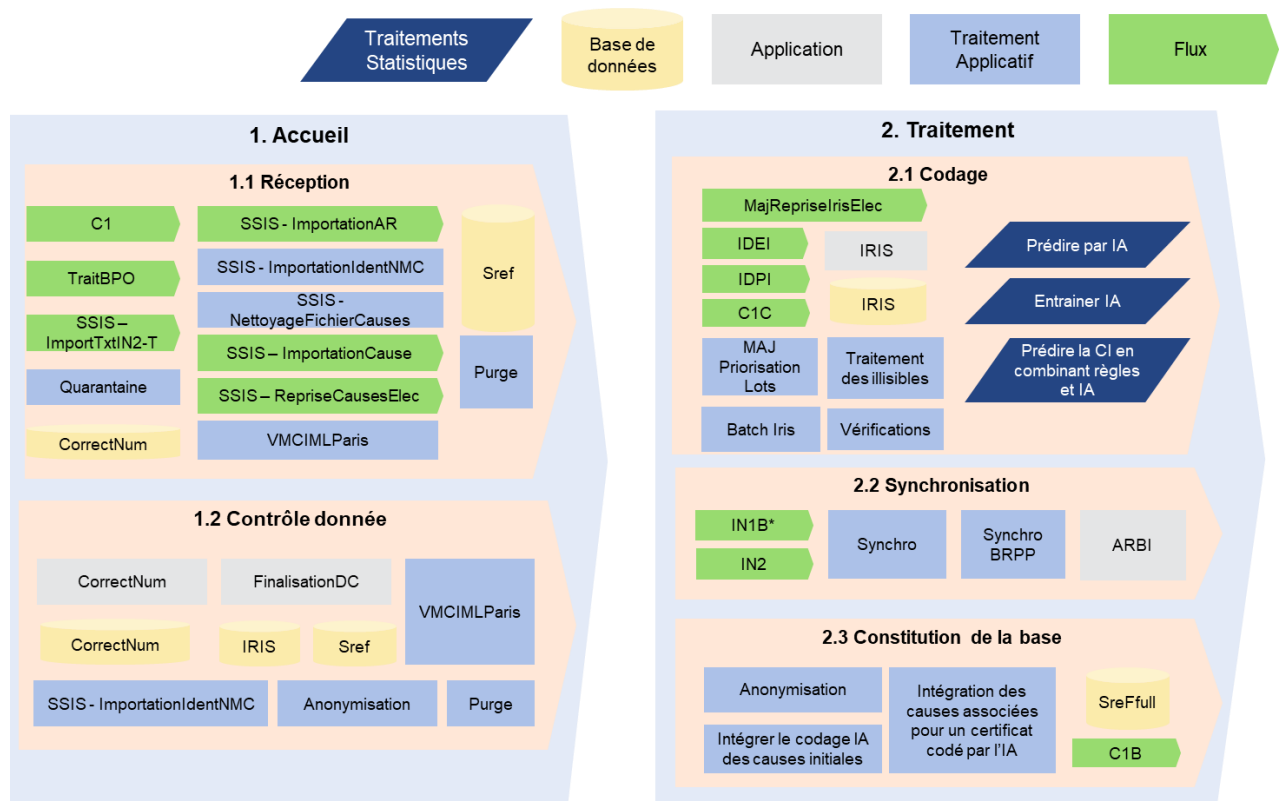 Traitements
Statistiques
Base de
données
Application
Traitement
Applicatif
Flux
1. Accueil
1.1 Réception
C1
TraitBPO
SSIS –
ImportTxtIN2-T
Quarantaine
CorrectNum
SSIS - ImportationAR
SSIS - ImportationIdentNMC
SSIS -
NettoyageFichierCauses
SSIS – ImportationCause
SSIS – RepriseCausesElec
VMCIMLParis
Sref
Purge
1.2 Contrôle donnée
CorrectNum
FinalisationDC
VMCIMLParis
CorrectNum
IRIS
Sref
SSIS - ImportationIdentNMC
Anonymisation
Purge
2. Traitement
2.1 Codage
MajRepriseIrisElec
IDEI
IDPI
C1C
IRIS
IRIS
MAJ
Priorisation
Lots
Traitement
des illisibles
Batch Iris
Vérifications
Prédire par IA
Entrainer IA
Prédire la CI en
combinant règles
et IA
2.2 Synchronisation
IN1B*
IN2
Synchro
Synchro
BRPP
ARBI
2.3 Constitution de la base
Anonymisation
Intégrer le codage IA
des causes initiales
Intégration des
causes associées
pour un certificat
codé par l'IA
SreFfull
C1B